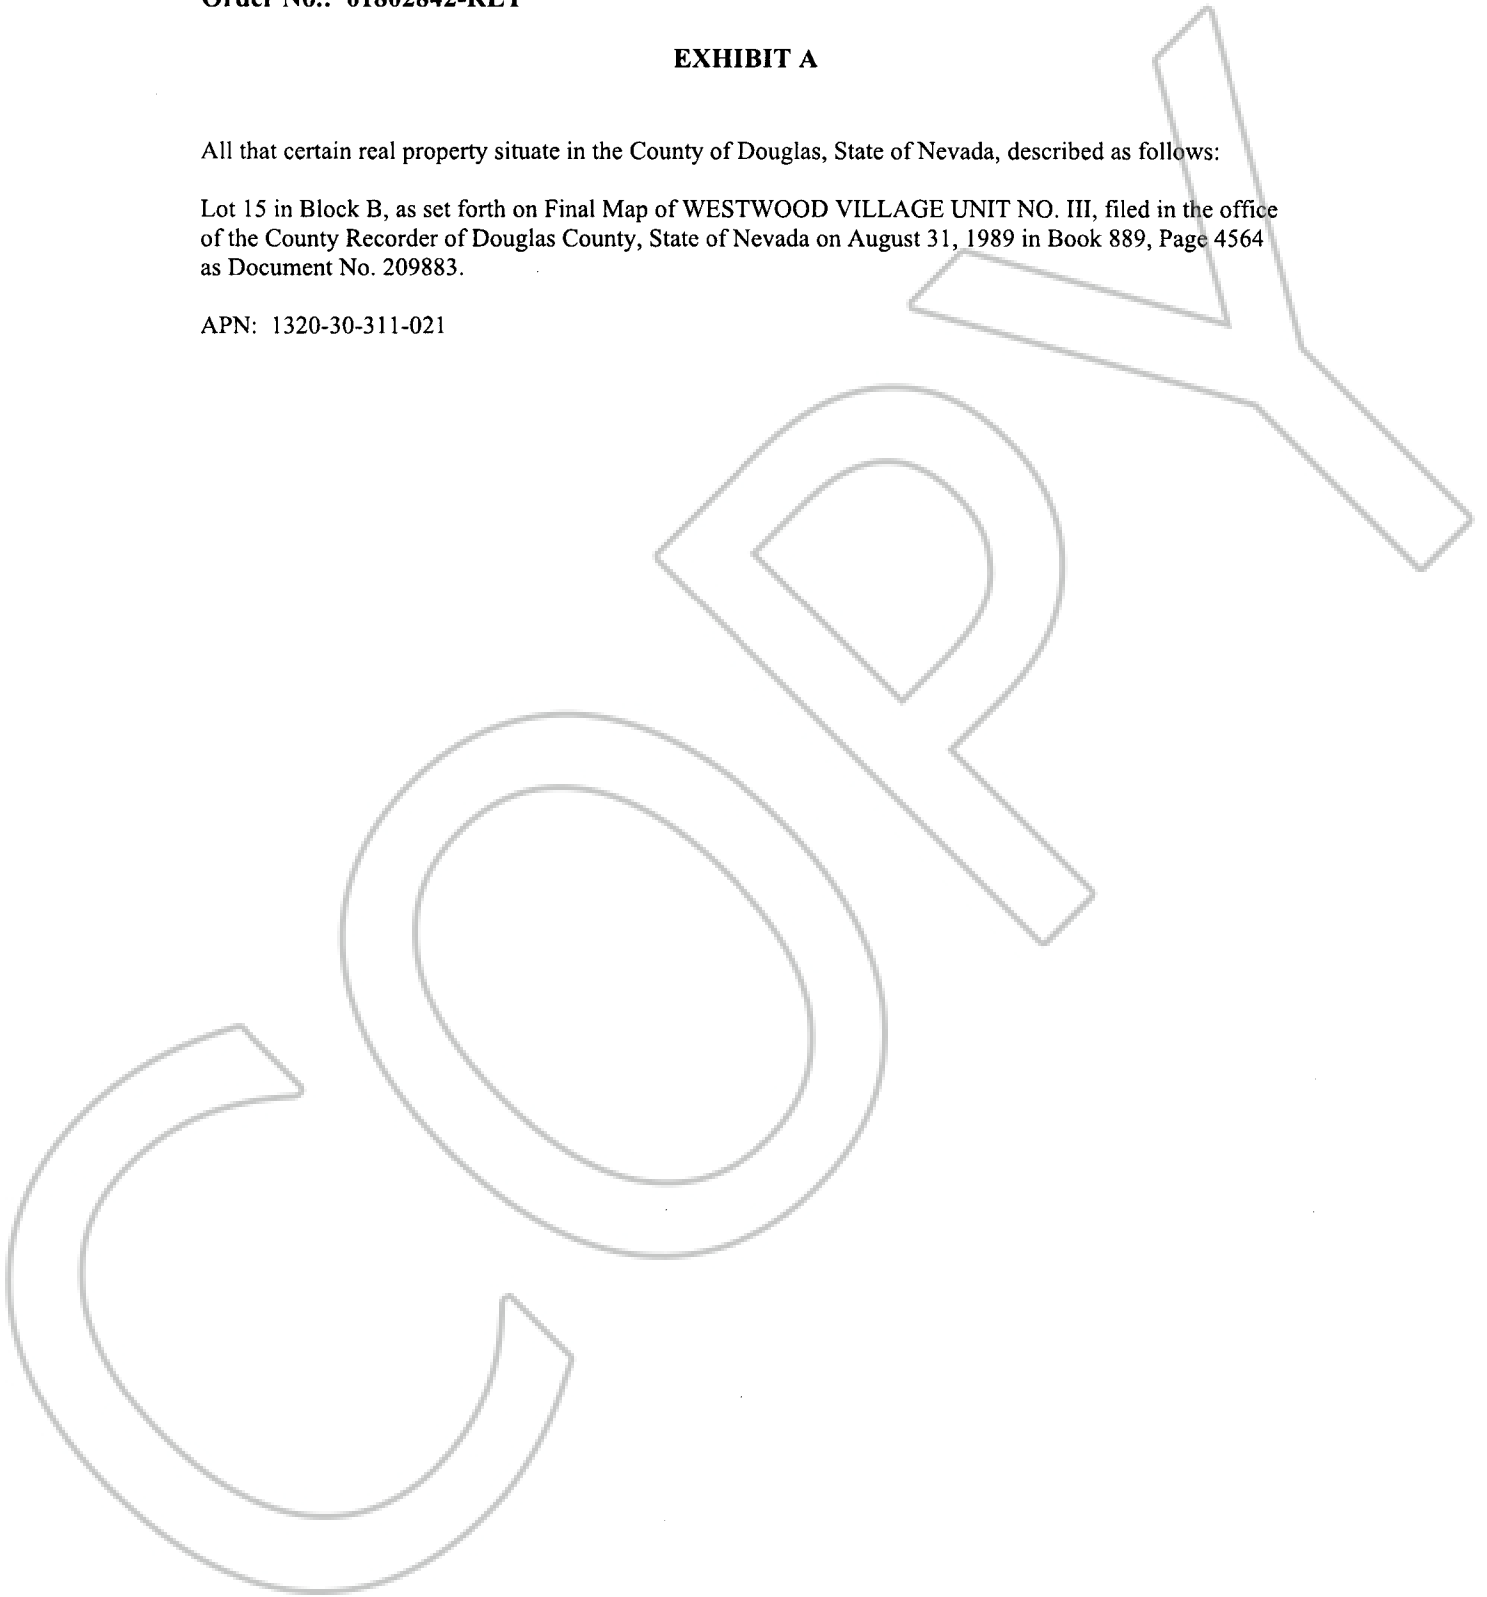 Order No.:
EXHIBIT A
All that certain real property situate in the County of Douglas, State of Nevada, described as follows:
Lot 15 in Block B, as set forth on Final Map of WESTWOOD VILLAGE UNIT NO. III, filed in the office
of the County Recorder of Douglas County, State of Nevada on August 31, 1989 in Book 889, Page 4564
as Document No. 209883.
APN: 1320-30-311-021
COPY